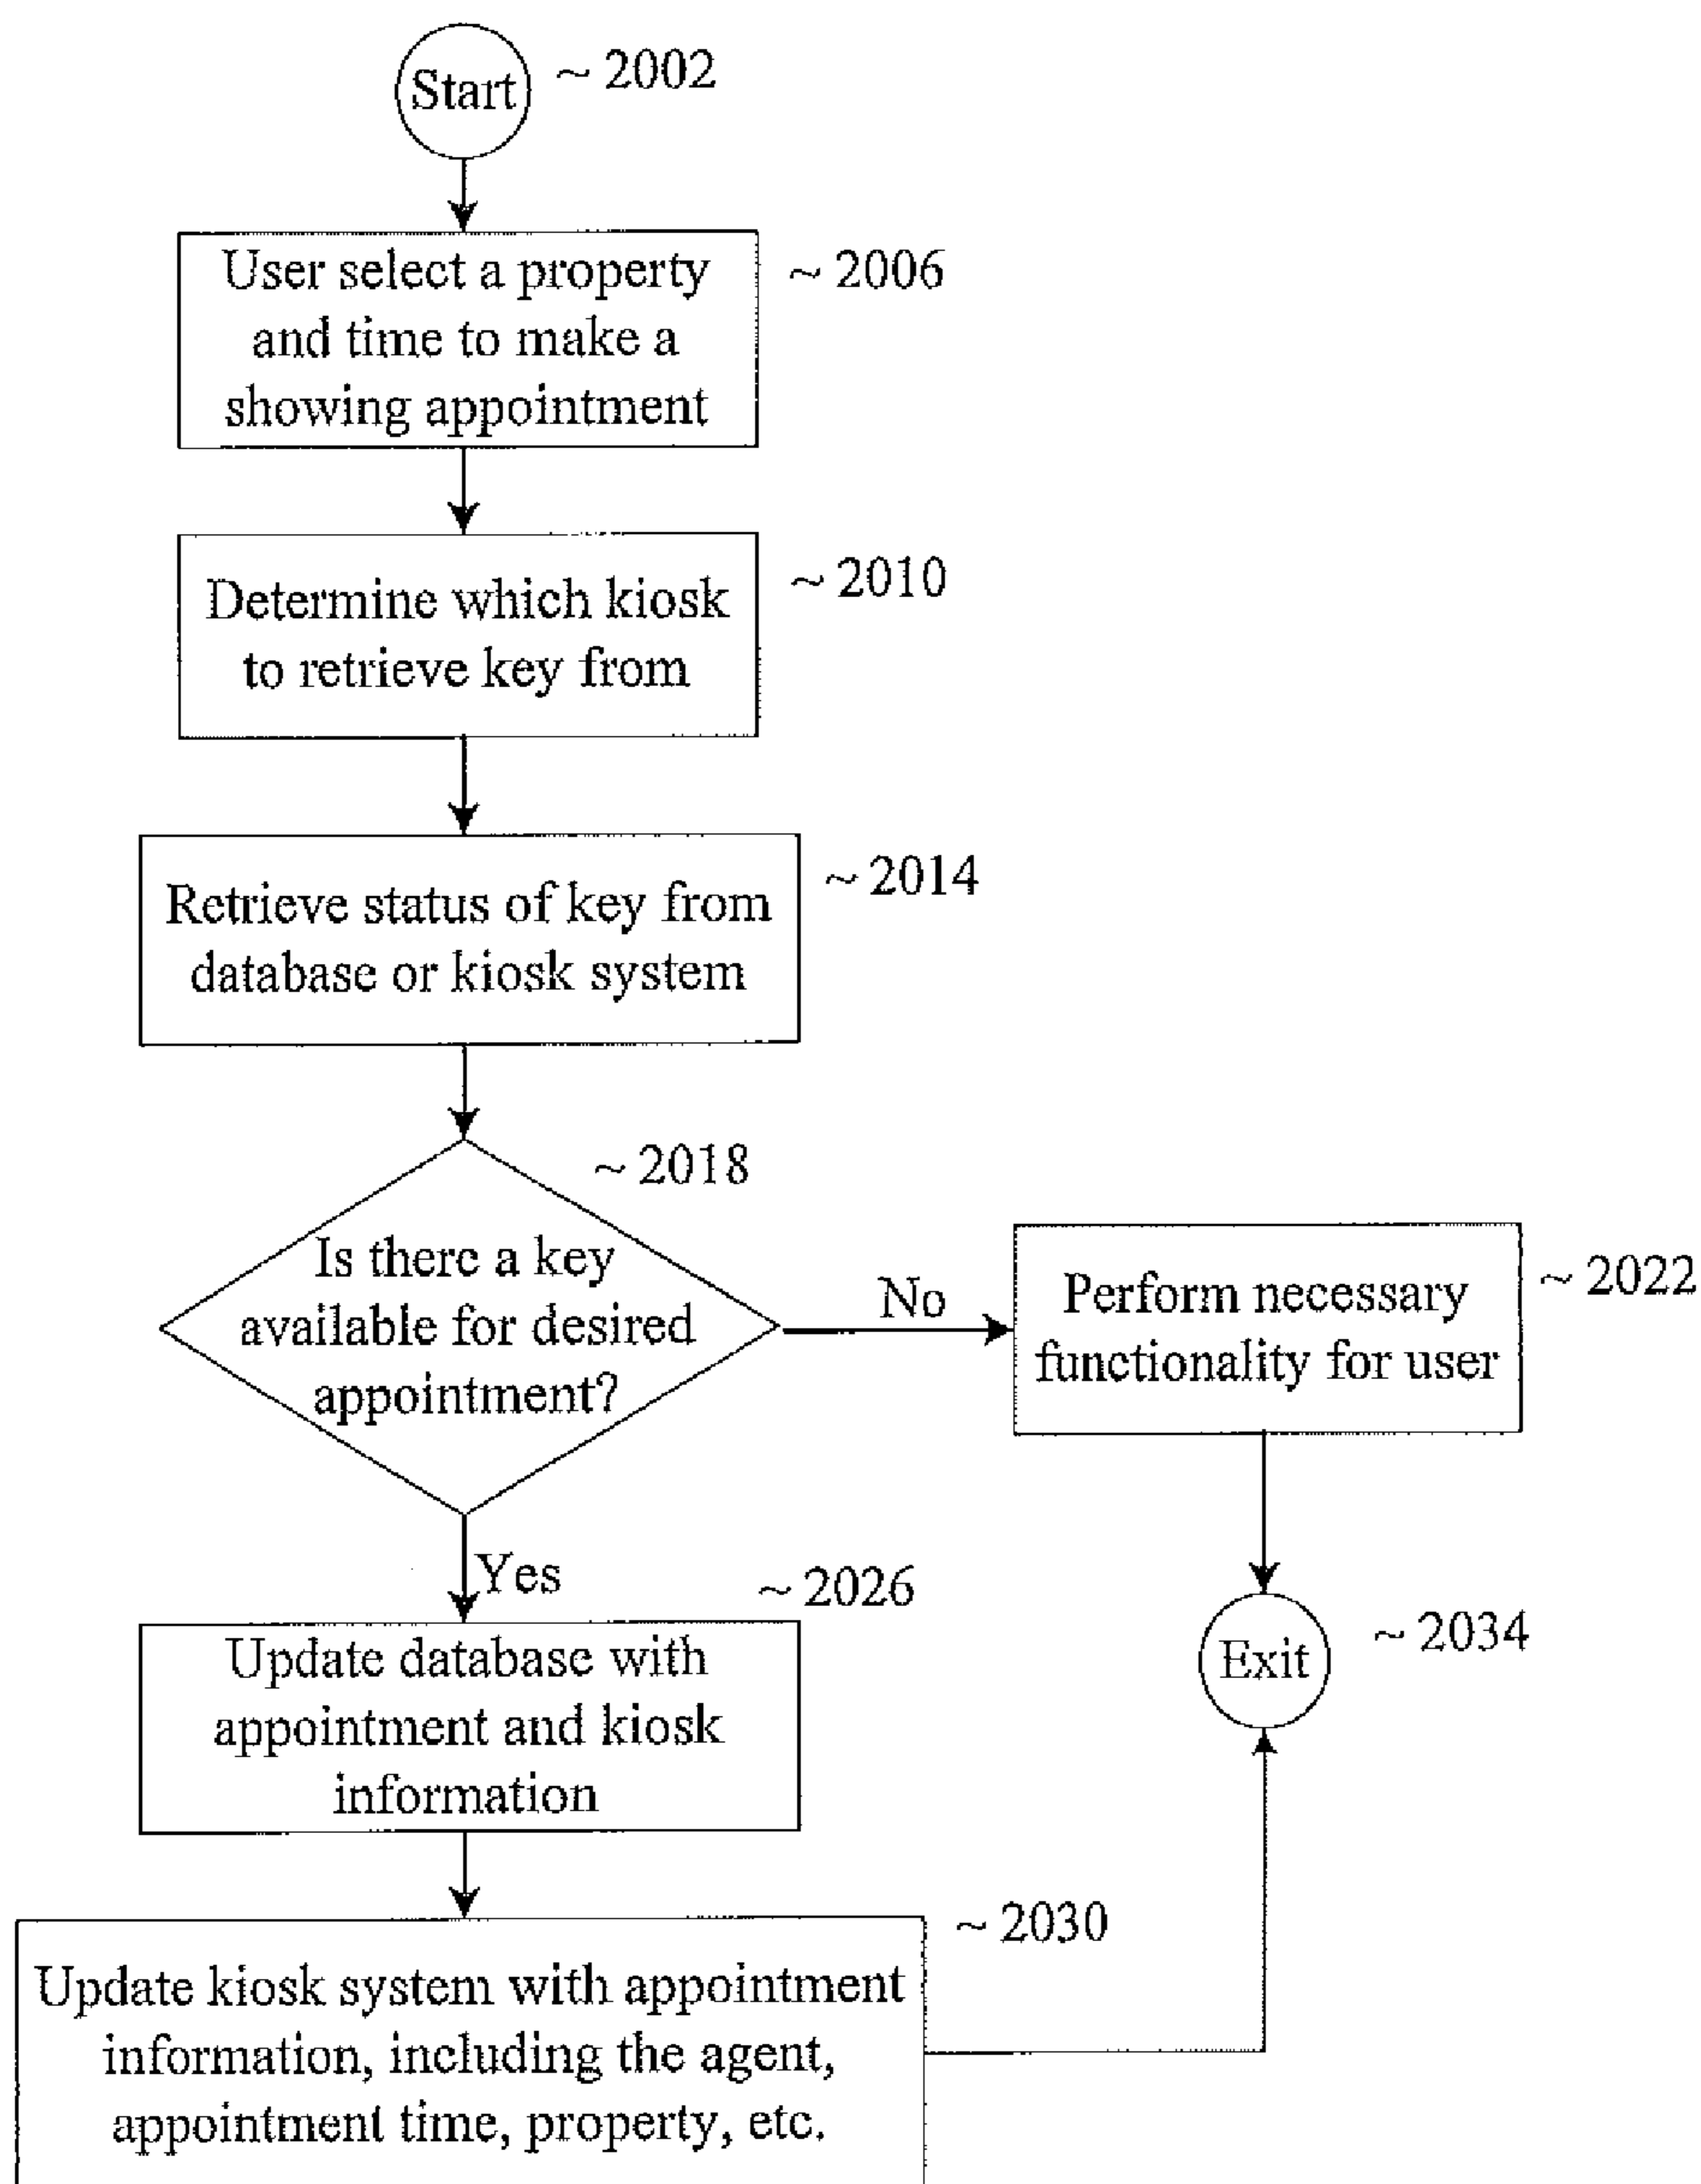 Start
~ 2002
User select a property
and time to make a
showing appointment
~ 2006
Determine which kiosk
to retrieve key from
~ 2010
Retrieve status of key from
database or kiosk system
~ 2014
~ 2018
Is there a key
available for desired
appointment?
No
Perform necessary
functionality for user
~ 2022
Yes
~ 2026
Update database with
appointment and kiosk
information
Exit
~ 2034
~ 2030
Update kiosk system with appointment
information, including the agent,
appointment time, property, etc.